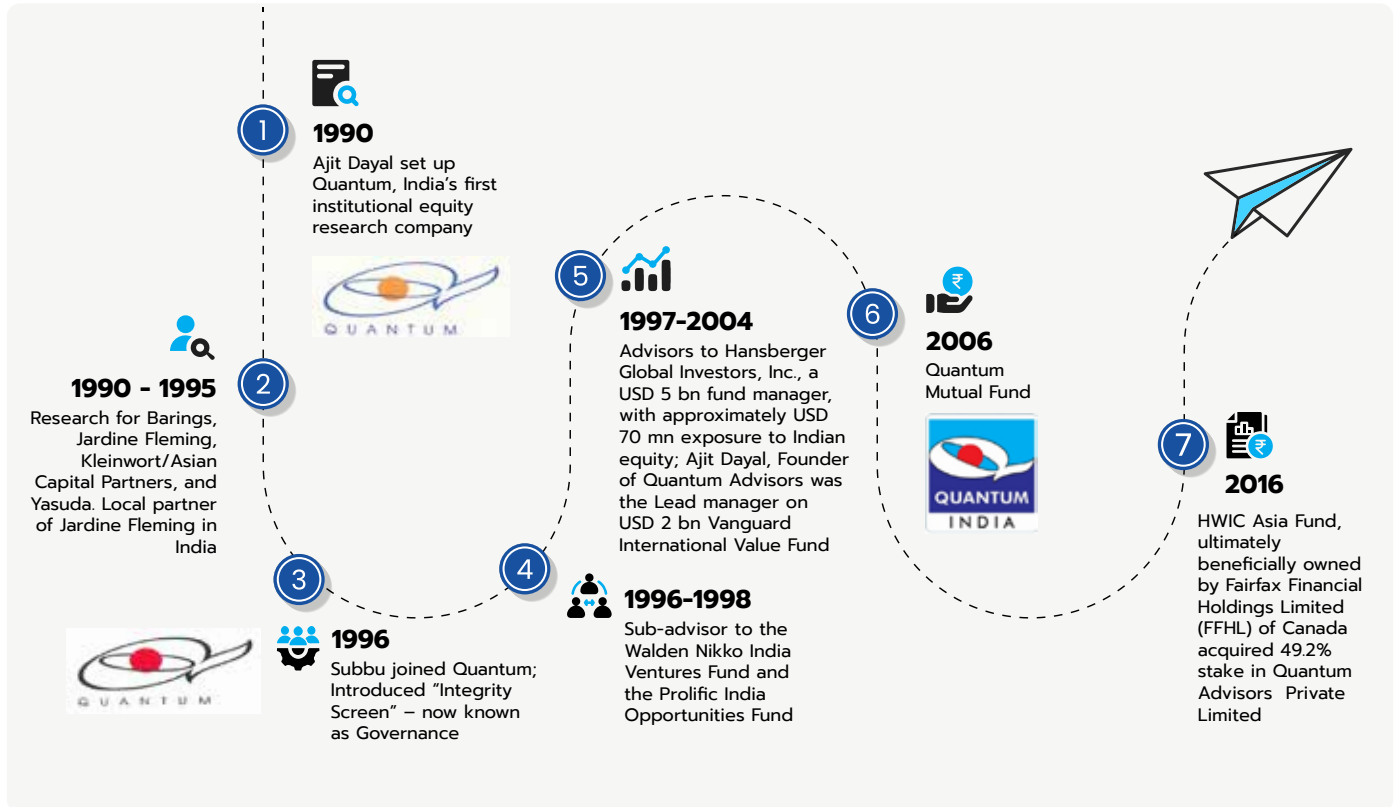 1
1990
Ajit Dayal set up
Quantum, India's first
institutional equity
research company
QUANTUM
2
1990 - 1995
Research for Barings,
Jardine Fleming,
Kleinwort/Asian
Capital Partners, and
Yasuda. Local partner
of Jardine Fleming in
India
3
1996
Subbu joined Quantum;
Introduced "Integrity
Screen" – now known
as Governance
QUANTUM
4
1996-1998
Sub-advisor to the
Walden Nikko India
Ventures Fund and
the Prolific India
Opportunities Fund
5
1997-2004
Advisors to Hansberger
Global Investors, Inc., a
USD 5 bn fund manager,
with approximately USD
70 mn exposure to Indian
equity; Ajit Dayal, Founder
of Quantum Advisors was
the Lead manager on
USD 2 bn Vanguard
International Value Fund
6
₹
2006
Quantum
Mutual Fund
QUANTUM
INDIA
7
₹
2016
HWIC Asia Fund,
ultimately
beneficially owned
by Fairfax Financial
Holdings Limited
(FFHL) of Canada
acquired 49.2%
stake in Quantum
Advisors Private
Limited